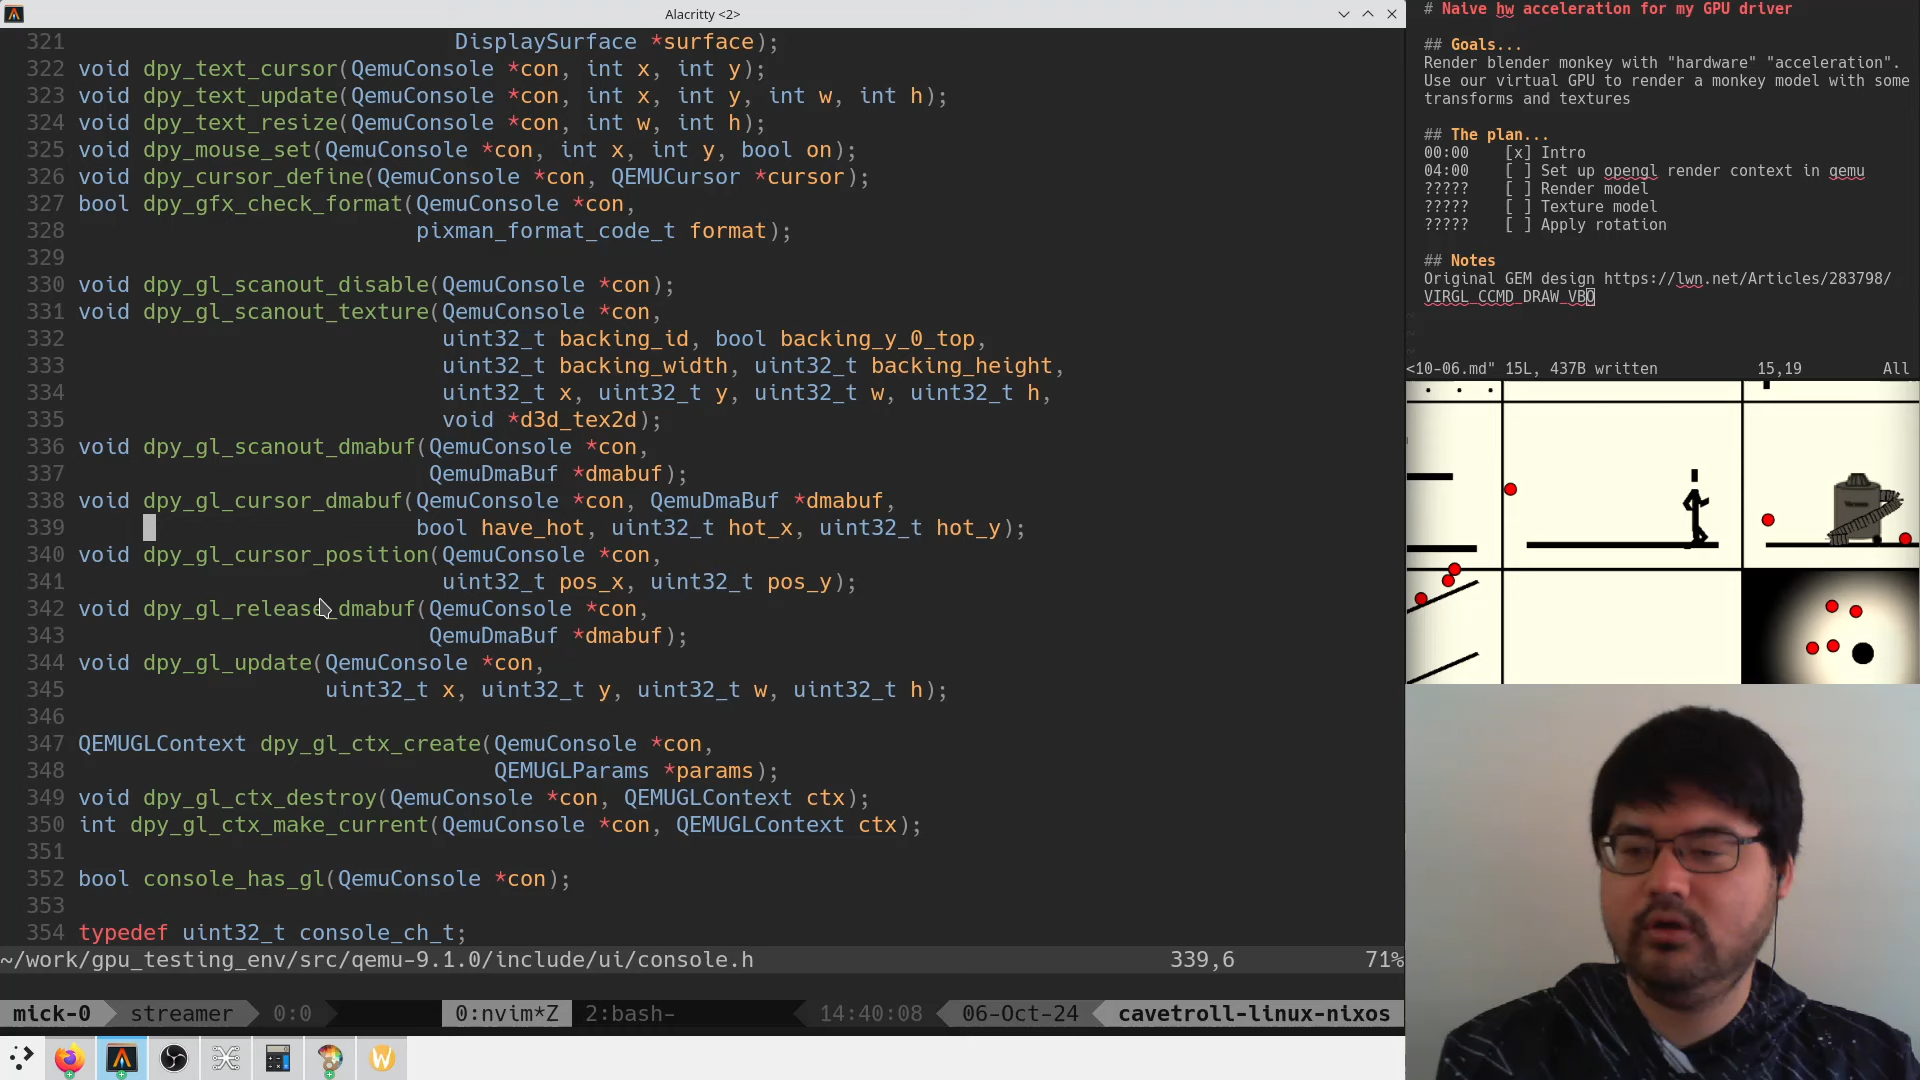 Alacritty <2>
321 DisplaySurface *surface);
322 void dpy_text_cursor(QemuConsole *con, int x, int y);
323 void dpy_text_update(QemuConsole *con, int x, int y, int w, int h);
324 void dpy_text_resize(QemuConsole *con, int w, int h);
325 void dpy_mouse_set(QemuConsole *con, int x, int y, bool on);
326 void dpy_cursor_define(QemuConsole *con, QEMUCursor *cursor);
327 bool dpy_gfx_check_format(QemuConsole *con,
328 pixman_format_code_t format);
329
330 void dpy_gl_scanout_disable(QemuConsole *con);
331 void dpy_gl_scanout_texture(QemuConsole *con,
332 uint32_t backing_id, bool backing_y_0_top,
333 uint32_t backing_width, uint32_t backing_height,
334 uint32_t x, uint32_t y, uint32_t w, uint32_t h,
335 void *d3d_tex2d);
336 void dpy_gl_scanout_dmabuf(QemuConsole *con,
337 QemuDmaBuf *dmabuf);
338 void dpy_gl_cursor_dmabuf(QemuConsole *con, QemuDmaBuf *dmabuf,
339 bool have_hot, uint32_t hot_x, uint32_t hot_y);
340 void dpy_gl_cursor_position(QemuConsole *con,
341 uint32_t pos_x, uint32_t pos_y);
342 void dpy_gl_release_dmabuf(QemuConsole *con,
343 QemuDmaBuf *dmabuf);
344 void dpy_gl_update(QemuConsole *con,
345 uint32_t x, uint32_t y, uint32_t w, uint32_t h);
346
347 QEMUGLContext dpy_gl_ctx_create(QemuConsole *con,
348 QEMUGLParams *params);
349 void dpy_gl_ctx_destroy(QemuConsole *con, QEMUGLContext ctx);
350 int dpy_gl_ctx_make_current(QemuConsole *con, QEMUGLContext ctx);
351
352 bool console_has_gl(QemuConsole *con);
353
354 typedef uint32_t console_ch_t;
~/work/gpu_testing_env/src/qemu-9.1.0/include/ui/console.h 339,6 71%
mick-0 streamer 0:0 0:nvim*Z 2:bash- 14:40:08 06-Oct-24 cavetroll-linux-nixos
# Naive hw acceleration for my GPU driver
## Goals...
Render blender monkey with "hardware" "acceleration".
Use our virtual GPU to render a monkey model with some
transforms and textures
## The plan...
00:00 [x] Intro
04:00 [ ] Set up opengl render context in qemu
????? [ ] Render model
????? [ ] Texture model
????? [ ] Apply rotation
## Notes
Original GEM design https://lwn.net/Articles/283798/
VIRGL_CCMD_DRAW_VBO
~
~
~
<10-06.md" 15L, 437B written 15,19 All